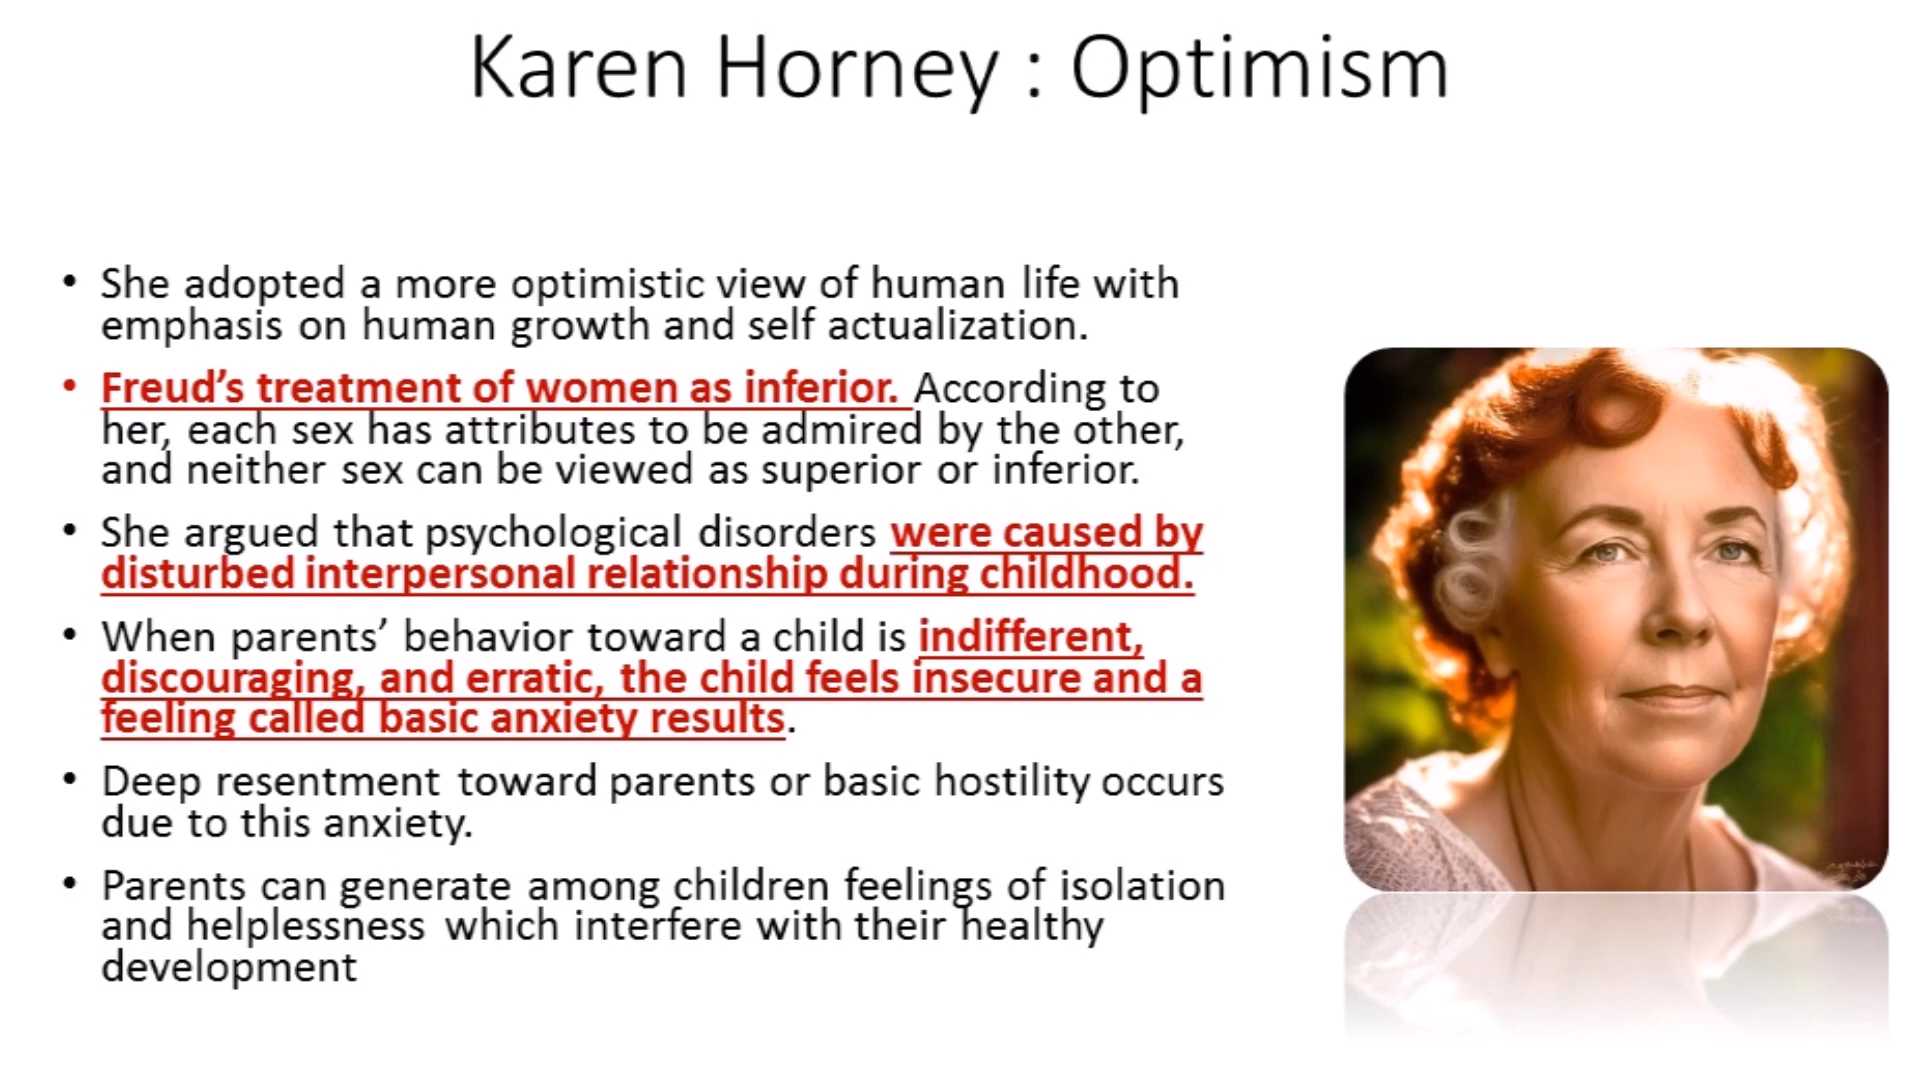 Karen Horney : Optimism
• She adopted a more optimistic view of human life with
emphasis on human growth and self actualization.
• Freud’s treatment of women as inferior. According to
her, each sex has attributes to be admired by the other,
and neither sex can be viewed as superior or inferior.
• She argued that psychological disorders were caused by
disturbed interpersonal relationship during childhood.
• When parents’ behavior toward a child is indifferent,
discouraging, and erratic, the child feels insecure and a
feeling called basic anxiety results.
• Deep resentment toward parents or basic hostility occurs
due to this anxiety.
• Parents can generate among children feelings of isolation
and helplessness which interfere with their healthy
development